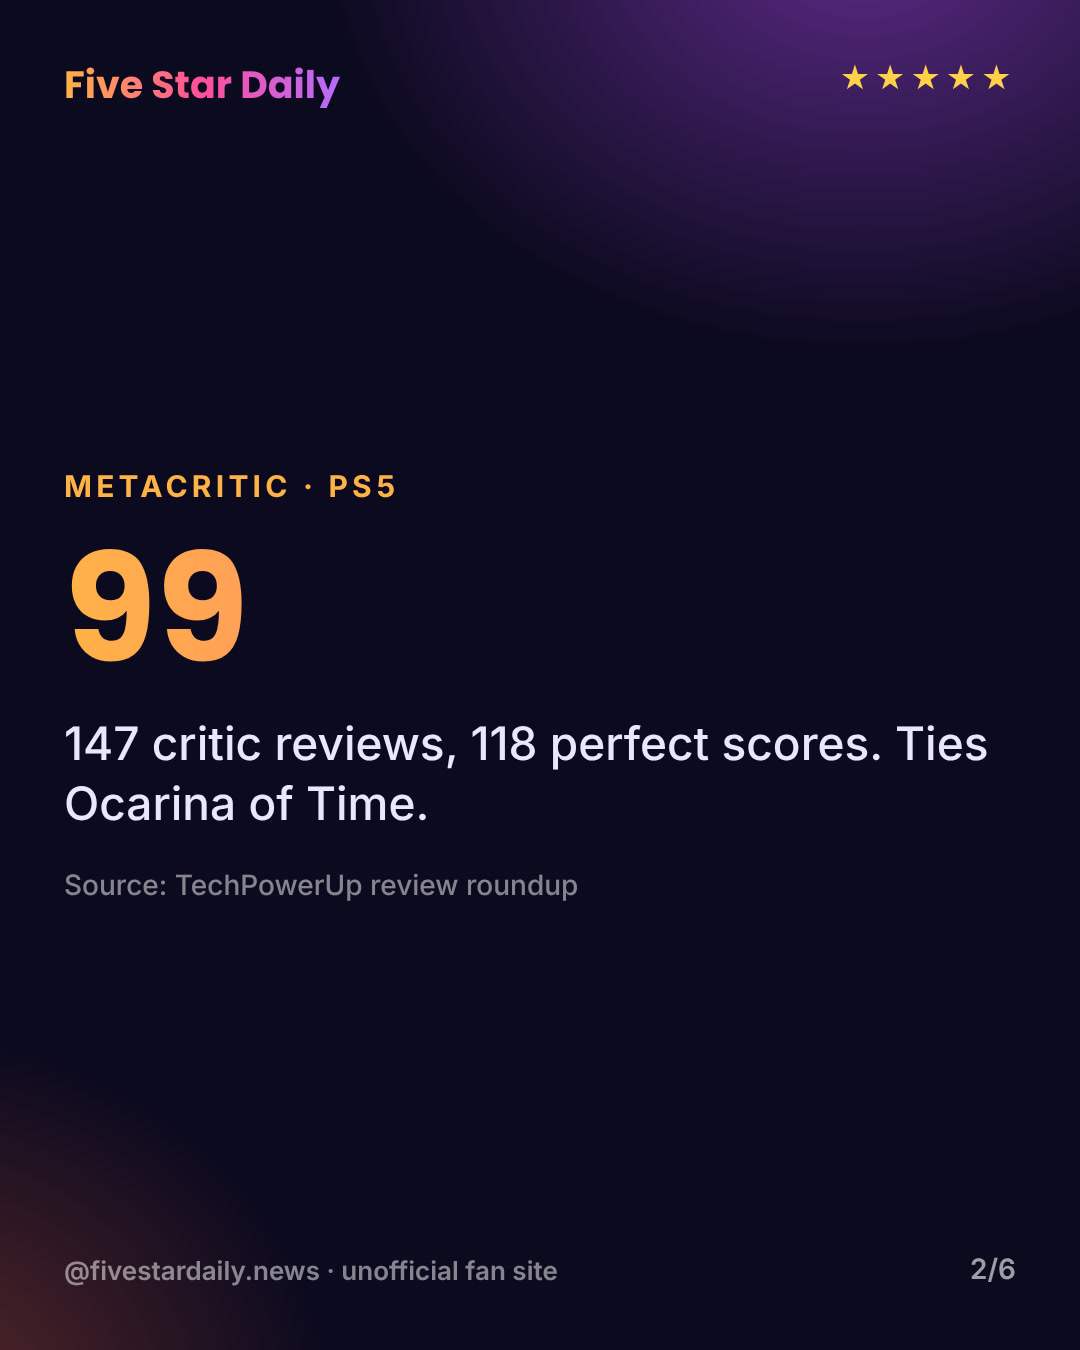 Five Star Daily
★★★★★
METACRITIC · PS5
99
147 critic reviews, 118 perfect scores. Ties
Ocarina of Time.
Source: TechPowerUp review roundup
@fivestardaily.news · unofficial fan site
2/6